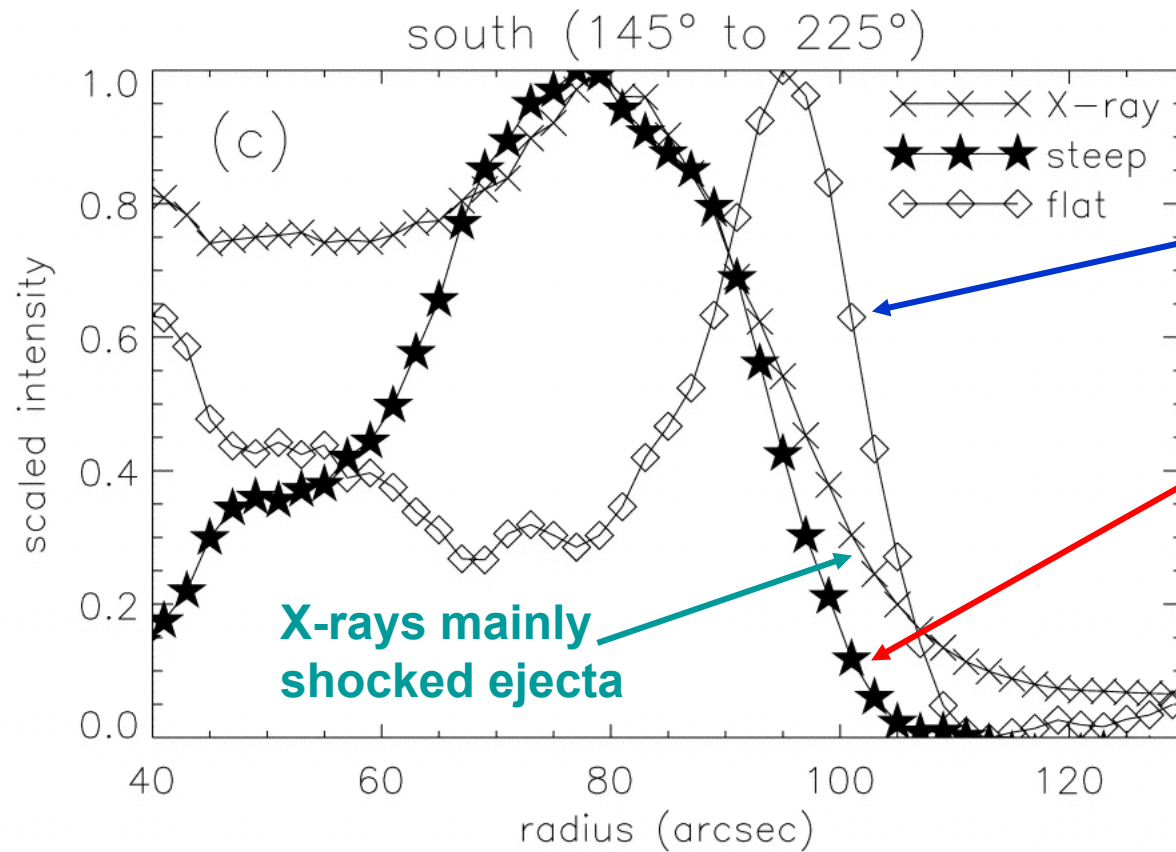 south (145° to 225°)
(c)
X-ray
steep
flat
1.0
0.8
0.6
0.4
0.2
0.0
scaled intensity
X-rays mainly
shocked ejecta
40
60
80
100
120
radius (arcsec)